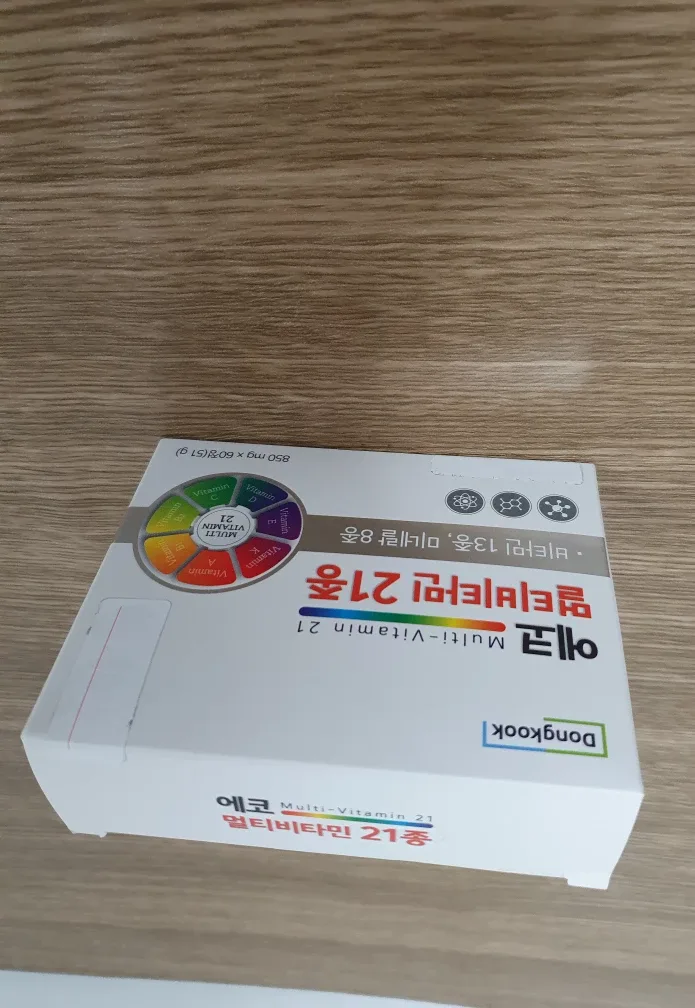 Dongkook
에코 Multi-Vitamin 21
멀티비타민 21종
• 비타민 13종, 미네랄 8종
MULTI
VITAMIN
21
Vitamin
K
Vitamin
A
Vitamin
Vitamin
Vitamin
C
Vitamin
D
Vitamin
E
850 mg x 60정(51 g)
에코 Multi-Vitamin 21
멀티비타민 21종